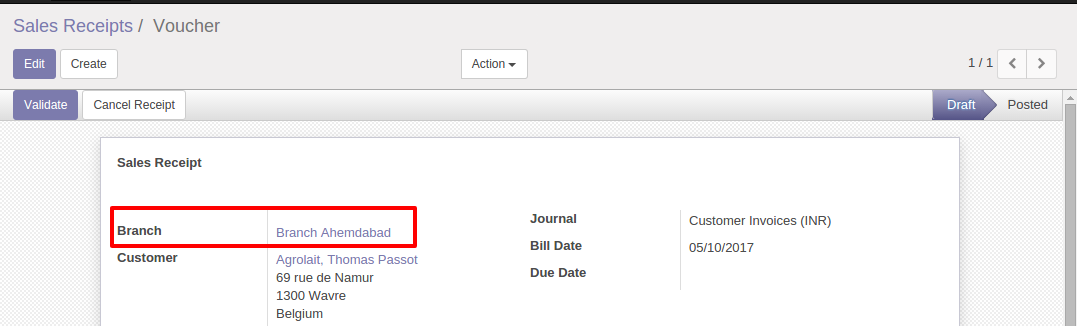 Sales Receipts / Voucher
Edit Create Action 1 / 1
Validate Cancel Receipt Draft Posted
Sales Receipt
Branch Branch Ahemdabad
Customer Agrolait, Thomas Passot
69 rue de Namur
1300 Wavre
Belgium
Journal Customer Invoices (INR)
Bill Date 05/10/2017
Due Date